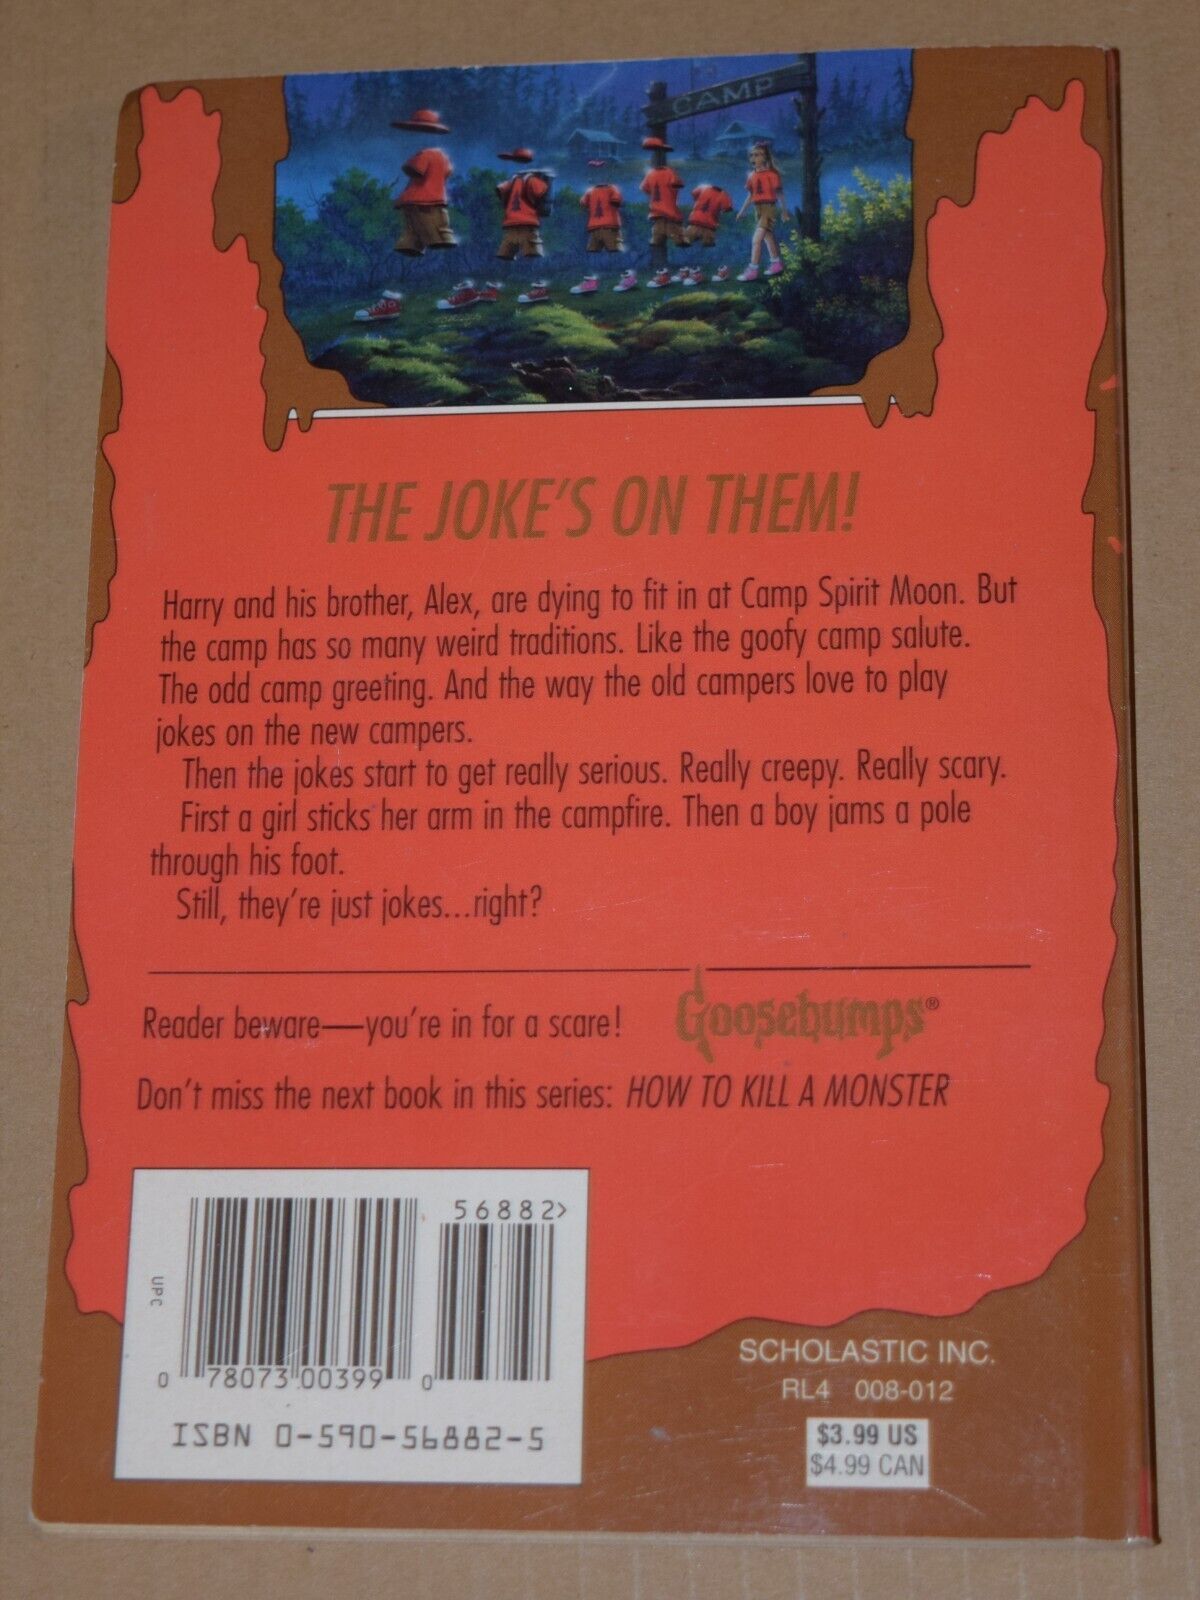 CAMP
THE JOKE'S ON THEM!
Harry and his brother, Alex, are dying to fit in at Camp Spirit Moon. But
the camp has so many weird traditions. Like the goofy camp salute.
The odd camp greeting. And the way the old campers love to play
jokes on the new campers.
Then the jokes start to get really serious. Really creepy. Really scary.
First a girl sticks her arm in the campfire. Then a boy jams a pole
through his foot.
Still, they're just jokes...right?
Reader beware—you're in for a scare! Goosebumps®
Don't miss the next book in this series: HOW TO KILL A MONSTER
56882>
UPC
0 78073 00399 0
ISBN 0-590-56882-5
SCHOLASTIC INC.
RL4 008-012
$3.99 US
$4.99 CAN